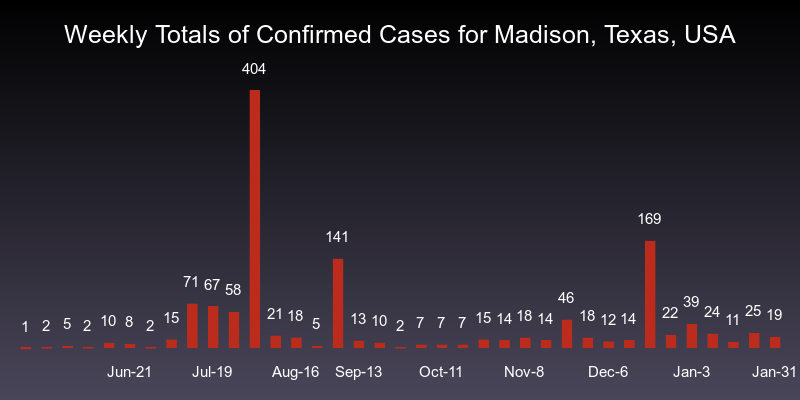 Weekly Totals of Confirmed Cases for Madison, Texas, USA
404
169
141
71 67 58
46
39
1 2 5 2 10 8 2 15 21 18 5 13 10 2 7 7 7 15 14 18 14 18 12 14 22 24 11 25 19
Jun-21 Jul-19 Aug-16 Sep-13 Oct-11 Nov-8 Dec-6 Jan-3 Jan-31